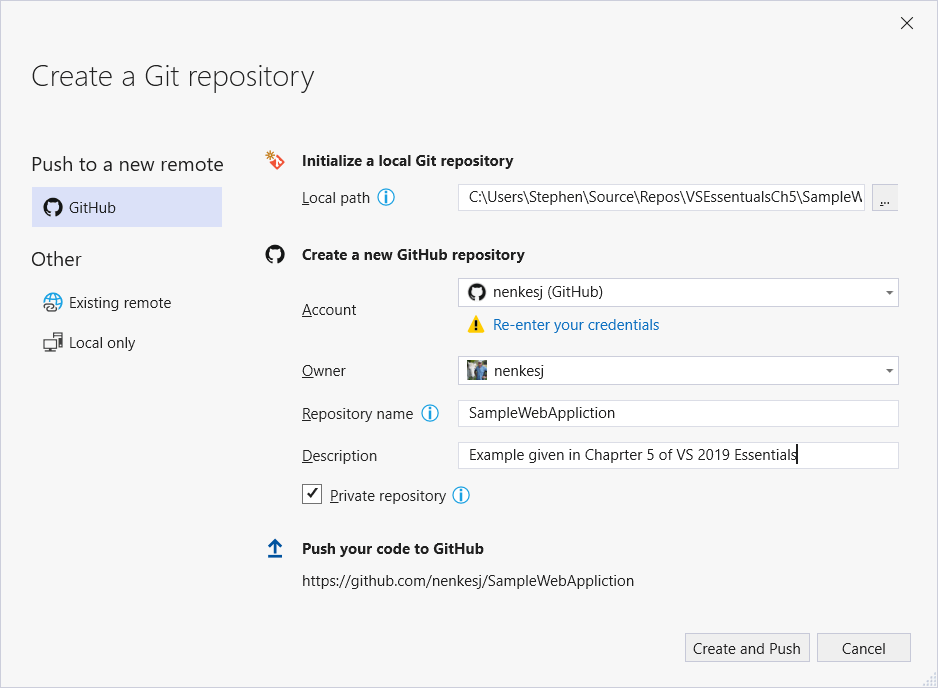 Create a Git repository
Push to a new remote
GitHub
Other
Existing remote
Local only
Initialize a local Git repository
Local path
C:\Users\Stephen\Source\Repos\VSEssentualsCh5\SampleW
...
Create a new GitHub repository
Account
nenkesj (GitHub)
Re-enter your credentials
Owner
nenkesj
Repository name
SampleWebAppliction
Description
Example given in Chaprter 5 of VS 2019 Essentials
Private repository
Push your code to GitHub
https://github.com/nenkesj/SampleWebAppliction
Create and Push
Cancel